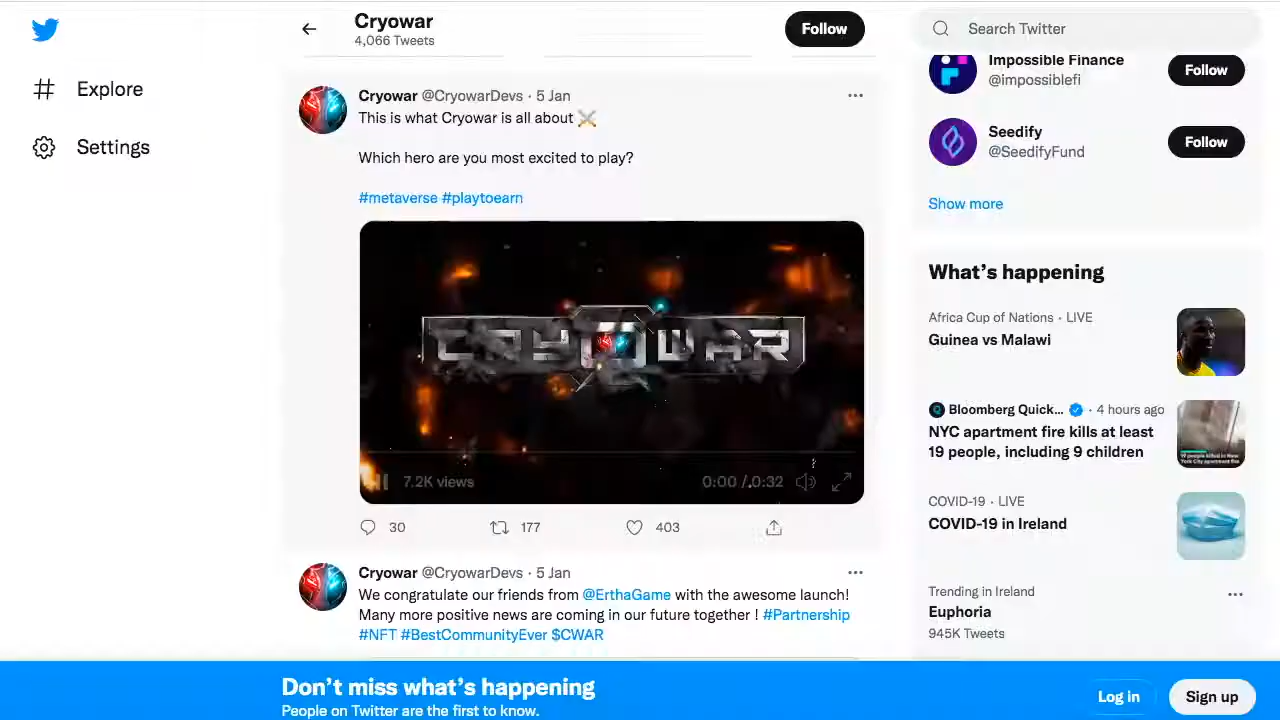 Explore
Settings
Cryowar
4,066 Tweets
Follow
Cryowar @CryowarDevs · 5 Jan
This is what Cryowar is all about ⚔️
Which hero are you most excited to play?
#metaverse #playtoearn
CRYOWAR
7.2K views
0:00 / 0:32
30
177
403
Cryowar @CryowarDevs · 5 Jan
We congratulate our friends from @ErthaGame with the awesome launch!
Many more positive news are coming in our future together ! #Partnership
#NFT #BestCommunityEver $CWAR
Search Twitter
Impossible Finance
@impossiblefi
Follow
Seedify
@SeedifyFund
Follow
Show more
What's happening
Africa Cup of Nations · LIVE
Guinea vs Malawi
Bloomberg Quick... · 4 hours ago
NYC apartment fire kills at least
19 people, including 9 children
COVID-19 · LIVE
COVID-19 in Ireland
Trending in Ireland
Euphoria
945K Tweets
Don't miss what's happening
People on Twitter are the first to know.
Log in
Sign up